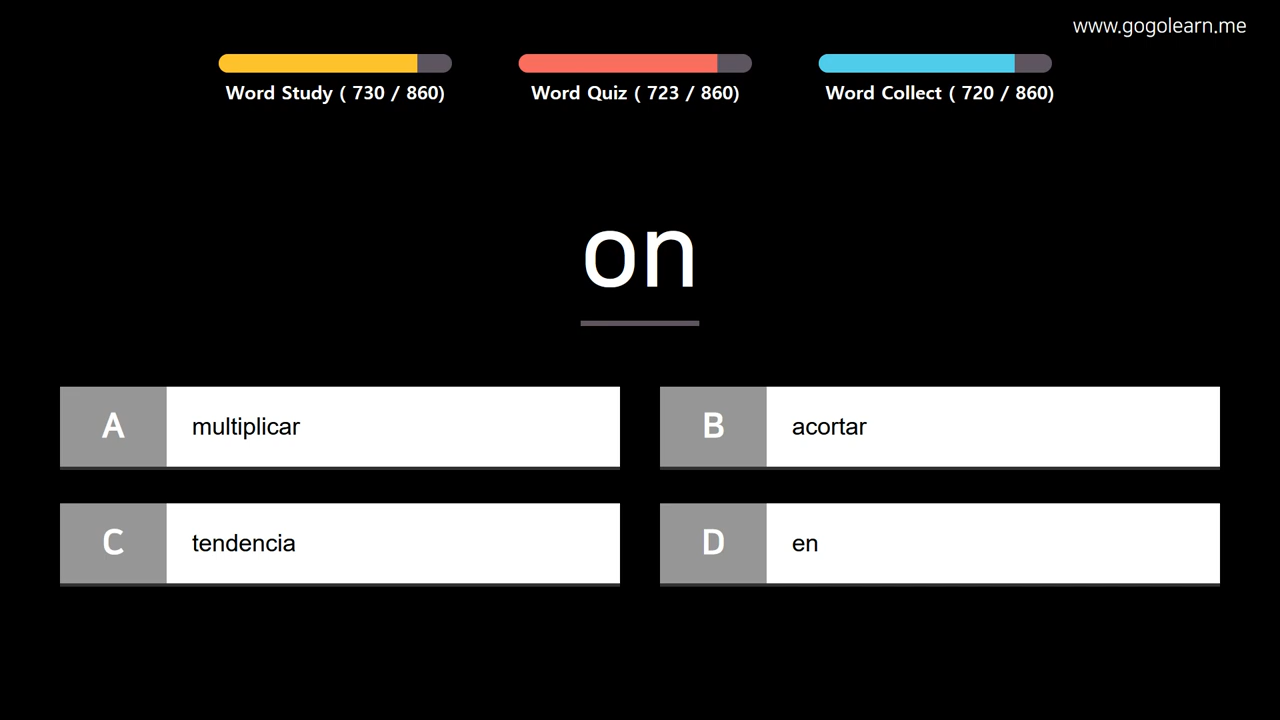 www.gogolearn.me
Word Study ( 730 / 860)
Word Quiz ( 723 / 860)
Word Collect ( 720 / 860)
on
A multiplicar
B acortar
C tendencia
D en